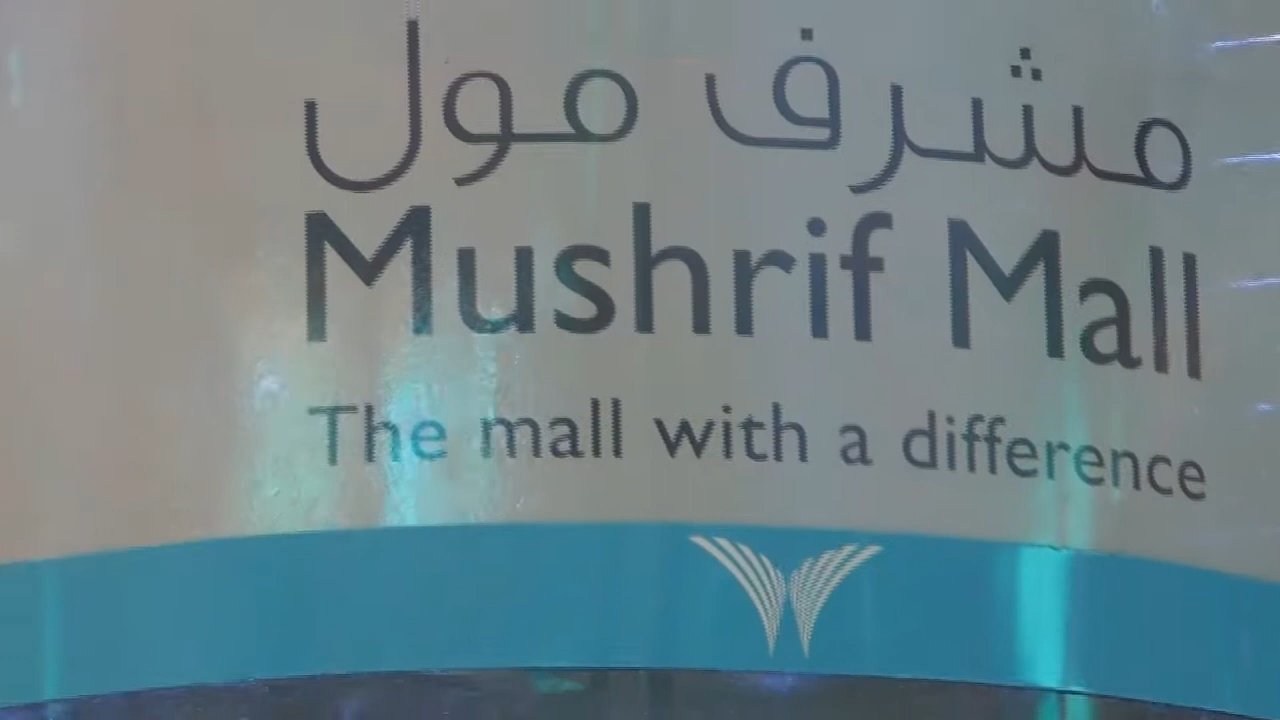 مشرف مول
Mushrif Mall
The mall with a difference